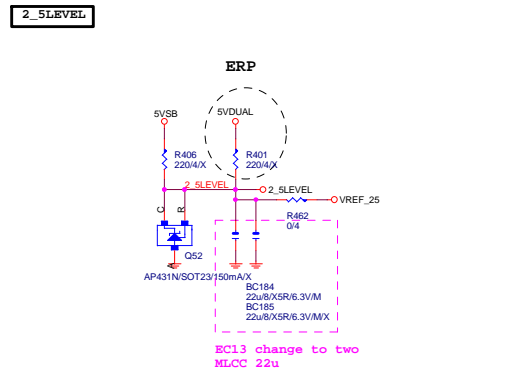 2_5LEVEL
ERP
5VSB
5VDUAL
R406
220/4/X
R401
220/4/X
2_5LEVEL
2_5LEVEL
VREF_25
R462
0/4
C
R
Q52
A
AP431N/SOT23/150mA/X
BC184
22u/8/X5R/6.3V/M
BC185
22u/8/X5R/6.3V/M/X
EC13 change to two
MLCC 22u